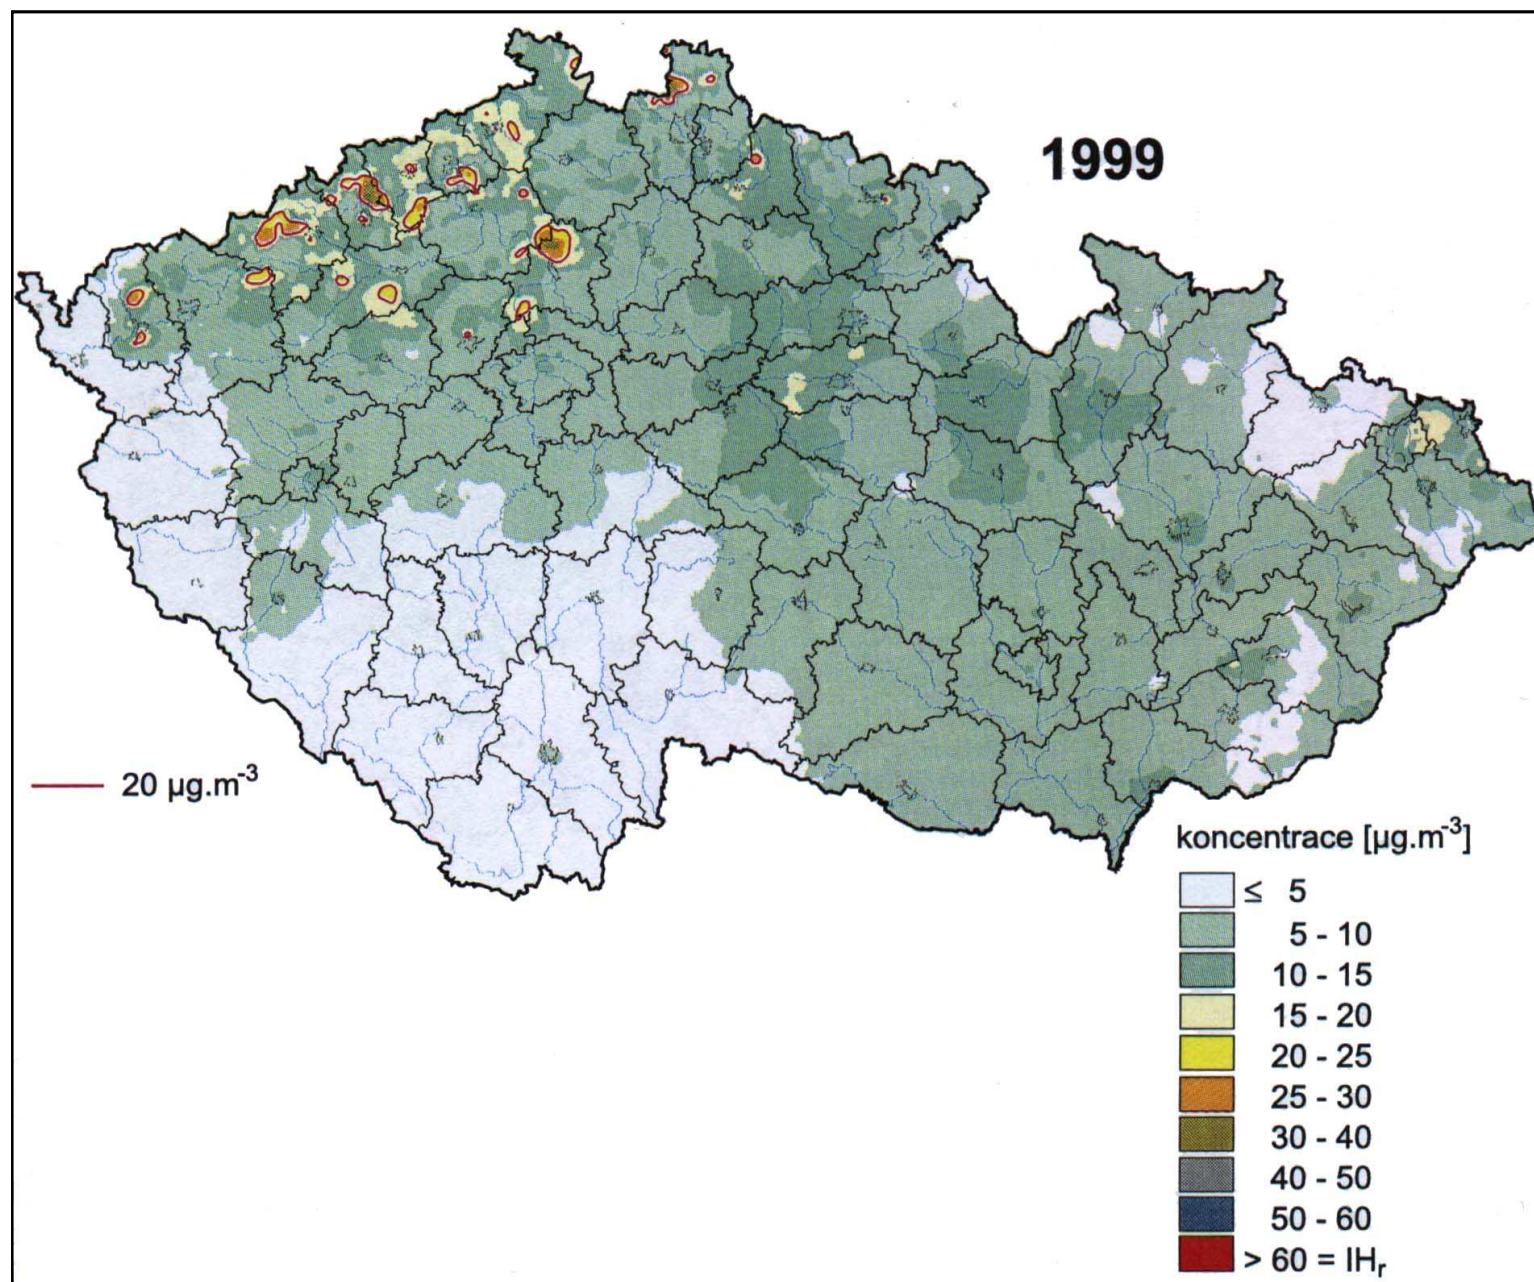 1999
20 µg.m-3
koncentrace [µg.m-3]
≤ 5
5 - 10
10 - 15
15 - 20
20 - 25
25 - 30
30 - 40
40 - 50
50 - 60
> 60 = IHr